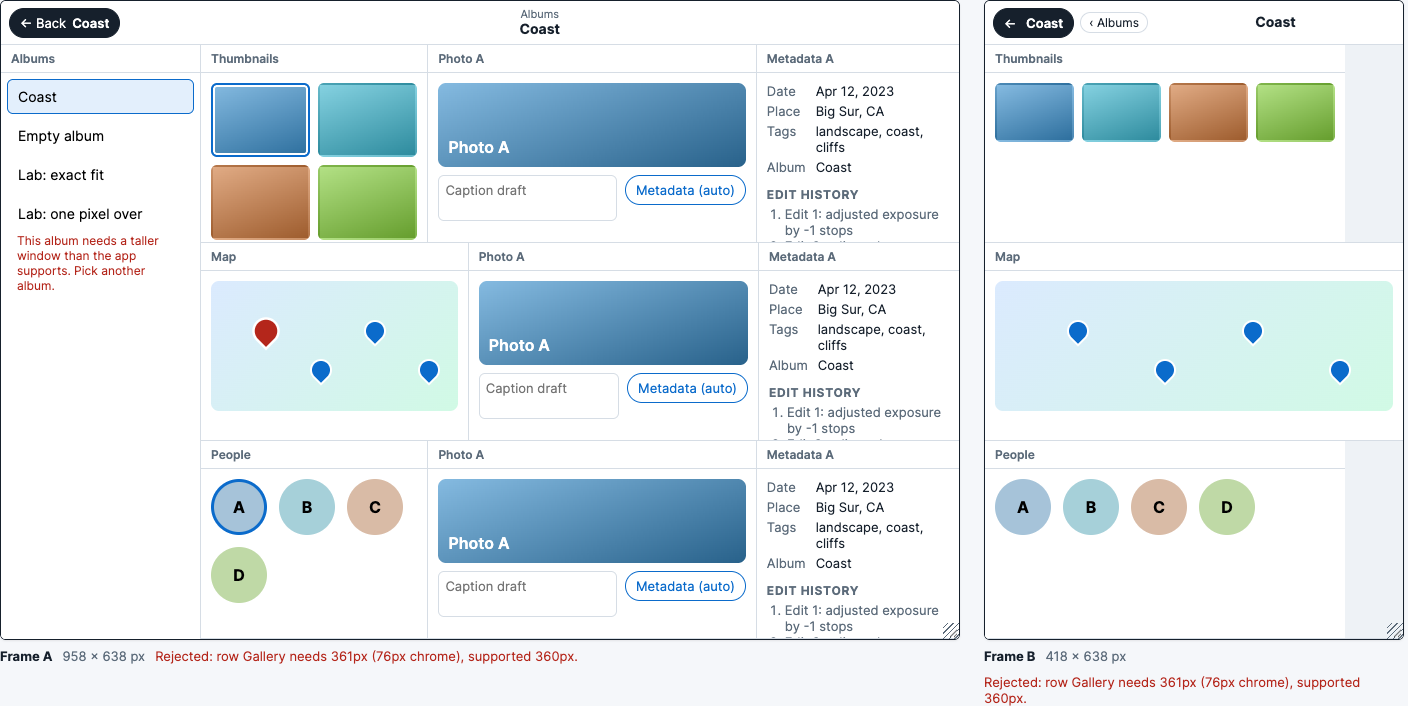 ← Back Coast
Albums
Coast
Albums
Coast
Empty album
Lab: exact fit
Lab: one pixel over
This album needs a taller
window than the app
supports. Pick another
album.
Thumbnails
Photo A
Photo A
Caption draft
Metadata (auto)
Metadata A
Date Apr 12, 2023
Place Big Sur, CA
Tags landscape, coast,
cliffs
Album Coast
EDIT HISTORY
1. Edit 1: adjusted exposure
by -1 stops
Map
Photo A
Photo A
Caption draft
Metadata (auto)
Metadata A
Date Apr 12, 2023
Place Big Sur, CA
Tags landscape, coast,
cliffs
Album Coast
EDIT HISTORY
1. Edit 1: adjusted exposure
by -1 stops
People
A
B
C
D
Photo A
Photo A
Caption draft
Metadata (auto)
Metadata A
Date Apr 12, 2023
Place Big Sur, CA
Tags landscape, coast,
cliffs
Album Coast
EDIT HISTORY
1. Edit 1: adjusted exposure
by -1 stops
Frame A 958 × 638 px Rejected: row Gallery needs 361px (76px chrome), supported 360px.
← Coast
‹ Albums
Coast
Thumbnails
Map
People
A
B
C
D
Frame B 418 × 638 px
Rejected: row Gallery needs 361px (76px chrome), supported
360px.